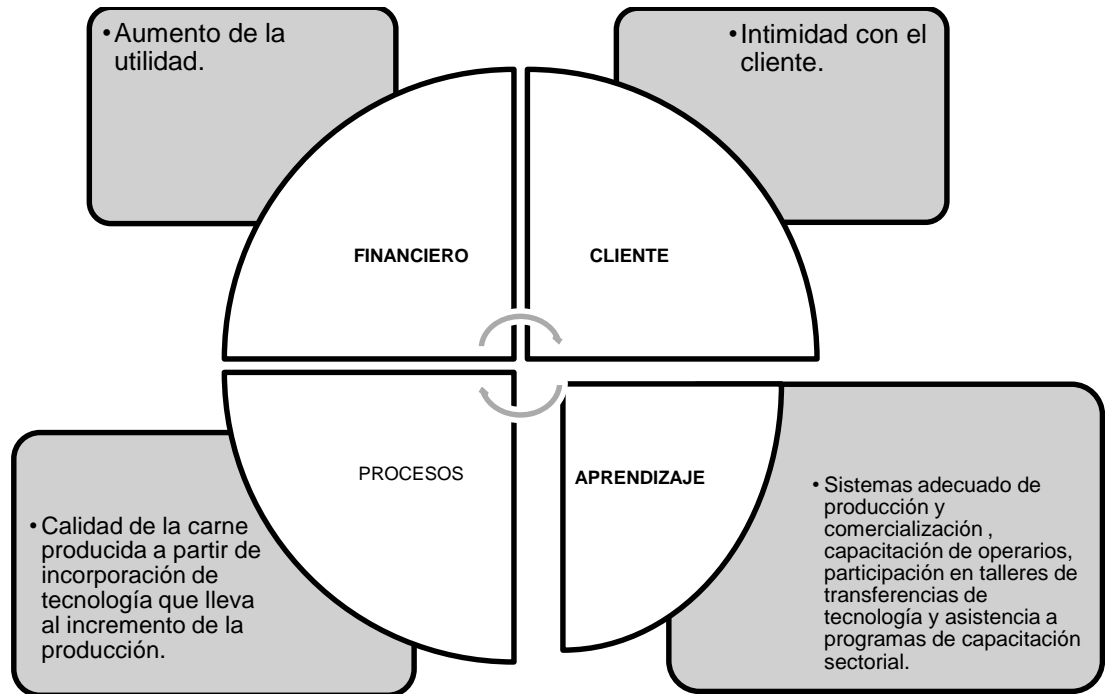 •Aumento de la
utilidad.
•Intimidad con el
cliente.
FINANCIERO
CLIENTE
PROCESOS
APRENDIZAJE
•Calidad de la carne
producida a partir de
incorporación de
tecnología que lleva
al incremento de la
producción.
•Sistemas adecuado de
producción y
comercialización ,
capacitación de operarios,
participación en talleres de
transferencias de
tecnología y asistencia a
programas de capacitación
sectorial.